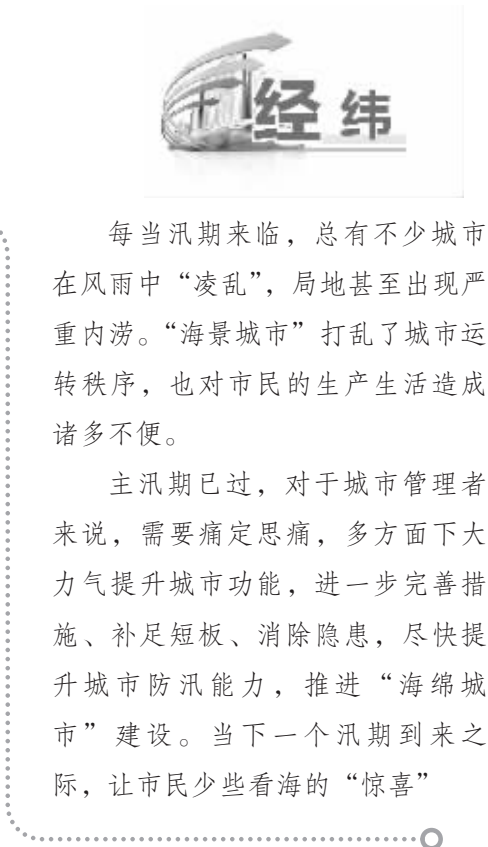 经纬
每当汛期来临，总有不少城市
在风雨中“凌乱”，局地甚至出现严
重内涝。“海景城市”打乱了城市运
转秩序，也对市民的生产生活造成
诸多不便。
主汛期已过，对于城市管理者
来说，需要痛定思痛，多方面下大
力气提升城市功能，进一步完善措
施、补足短板、消除隐患，尽快提
升城市防汛能力，推进“海绵城
市”建设。当下一个汛期到来之
际，让市民少些看海的“惊喜”